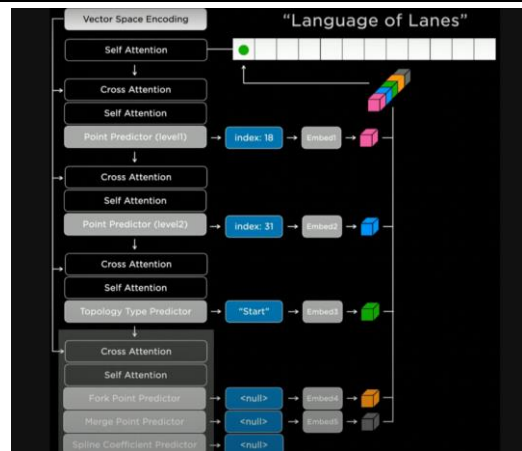 Vector Space Encoding
"Language of Lanes"
Self Attention
Cross Attention
Self Attention
Point Predictor (level1)
index: 18
Embed1
Cross Attention
Self Attention
Point Predictor (level2)
index: 31
Embed2
Cross Attention
Self Attention
Topology Type Predictor
"Start"
Embed3
Cross Attention
Self Attention
Fork Point Predictor
<null>
Embed4
Merge Point Predictor
<null>
Embed5
Spline Coefficient Predictor
<null>